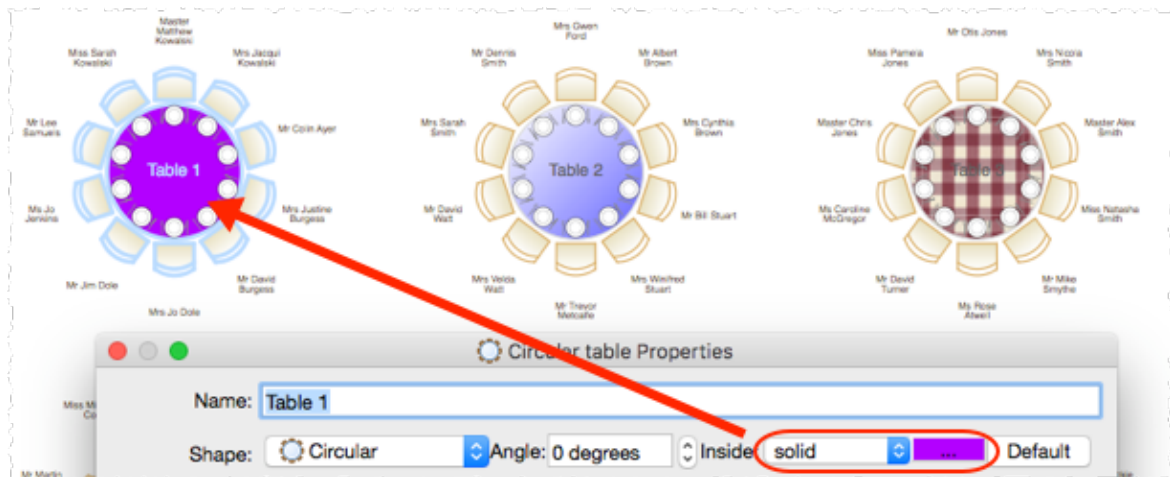 Master
Matthew
Kowalski
Miss Sarah
Kowalski
Mrs Jacqui
Kowalski
Mr Lee
Samuels
Mr Colin Ayer
Table 1
Ms Jo
Jenkins
Mrs Justine
Burgess
Mr Jim Dole
Mr David
Burgess
Mrs Jo Dole
Mrs Gwen
Ford
Mr Dennis
Smith
Mr Albert
Brown
Mrs Sarah
Smith
Mrs Cynthia
Brown
Table 2
Mr David
Watt
Mr Bill Stuart
Mrs Velda
Watt
Mrs Winifred
Stuart
Mr Trevor
Metcalfe
Mr Otis Jones
Miss Pamela
Jones
Mrs Nicola
Smith
Master Chris
Jones
Master Alex
Smith
Table 3
Ms Caroline
McGregor
Miss Natasha
Smith
Mr David
Turner
Mr Mike
Smythe
Ms Rose
Atwell
Circular table Properties
Name: Table 1
Shape: Circular Angle: 0 degrees Inside solid ... Default
Mr Martin